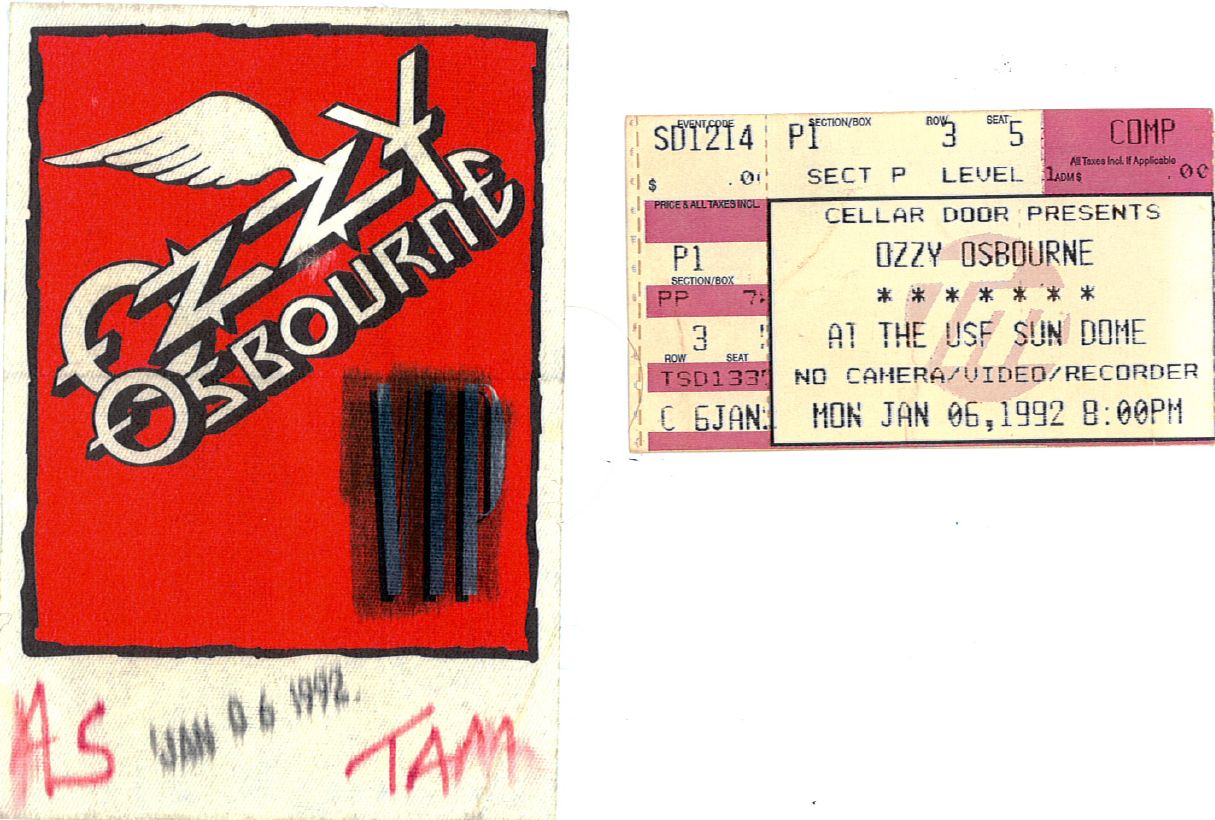 OZZY
OSBOURNE
VIP
AS JAN 06 1992 TAM
EVENT CODE SECTION/BOX ROW SEAT
SD1214 P1 3 5 COMP
All Taxes Incl. If Applicable
$ .0 SECT P LEVEL 1ADM$ .00
PRICE & ALL TAXES INCL.
CELLAR DOOR PRESENTS
P1 OZZY OSBOURNE
SECTION/BOX
PP * * * * * * *
3 AT THE USF SUN DOME
ROW SEAT
TSD133 NO CAMERA/VIDEO/RECORDER
C 6JAN MON JAN 06,1992 8:00PM